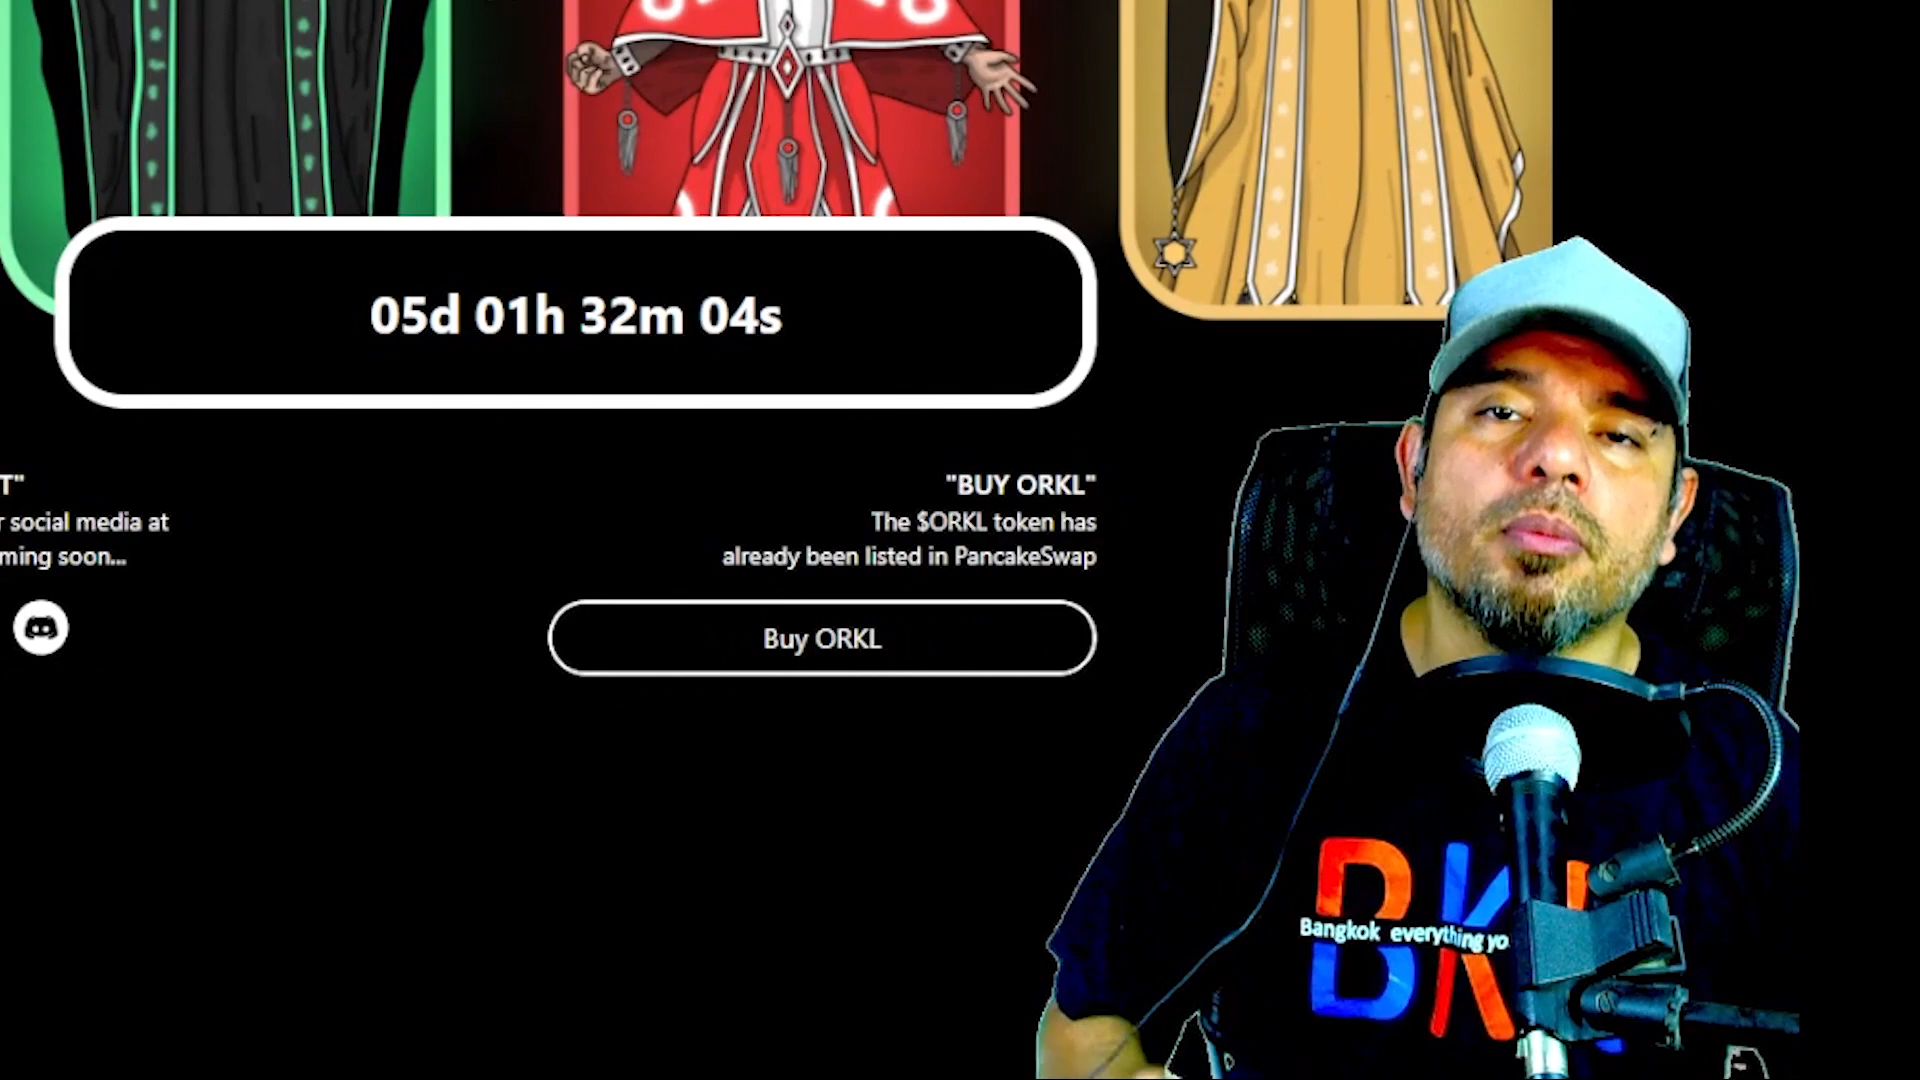 05d 01h 32m 04s
T"
r social media at
ming soon...
"BUY ORKL"
The $ORKL token has
already been listed in PancakeSwap
Buy ORKL
BK
Bangkok everything yo